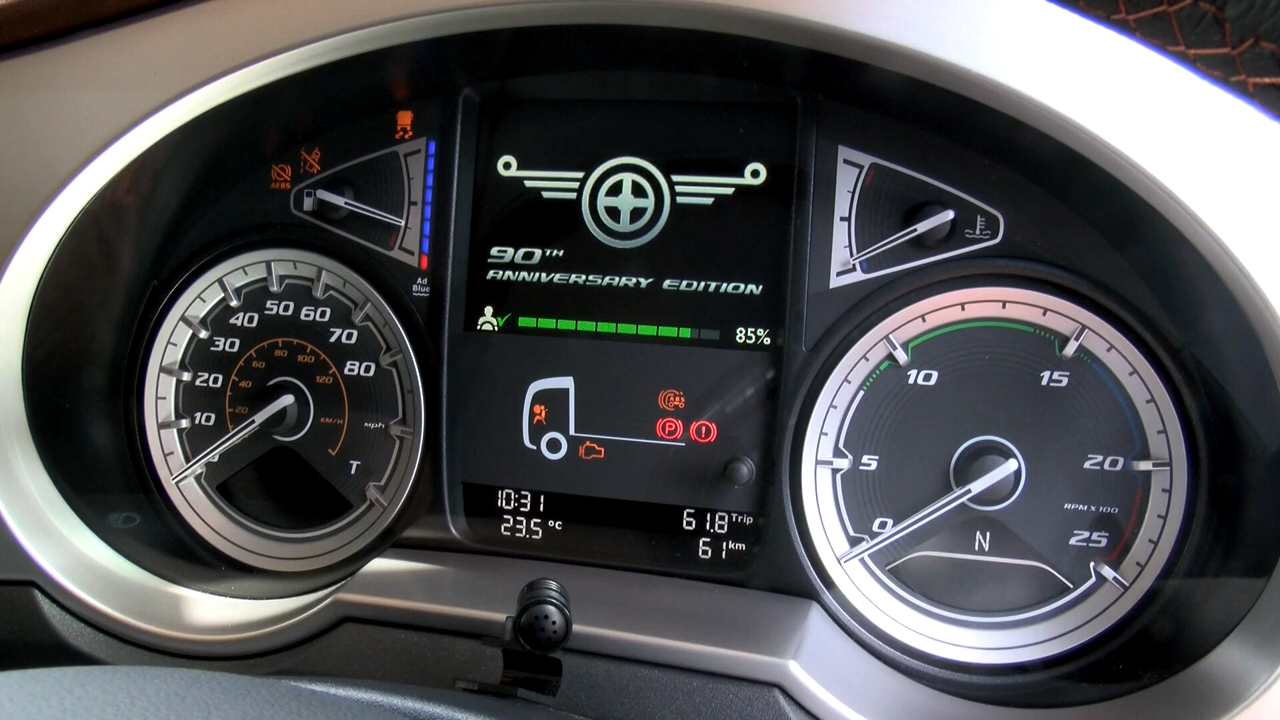 AEBS
Ad
Blue
90TH
ANNIVERSARY EDITION
85%
10 20 30 40 50 60 70 80
mph
20 40 60 80 100 120
KM/H
T
ABS
P
!
10:31
23.5 °C
61.8 Trip
61 km
0 5 10 15 20 25
RPM X 100
N